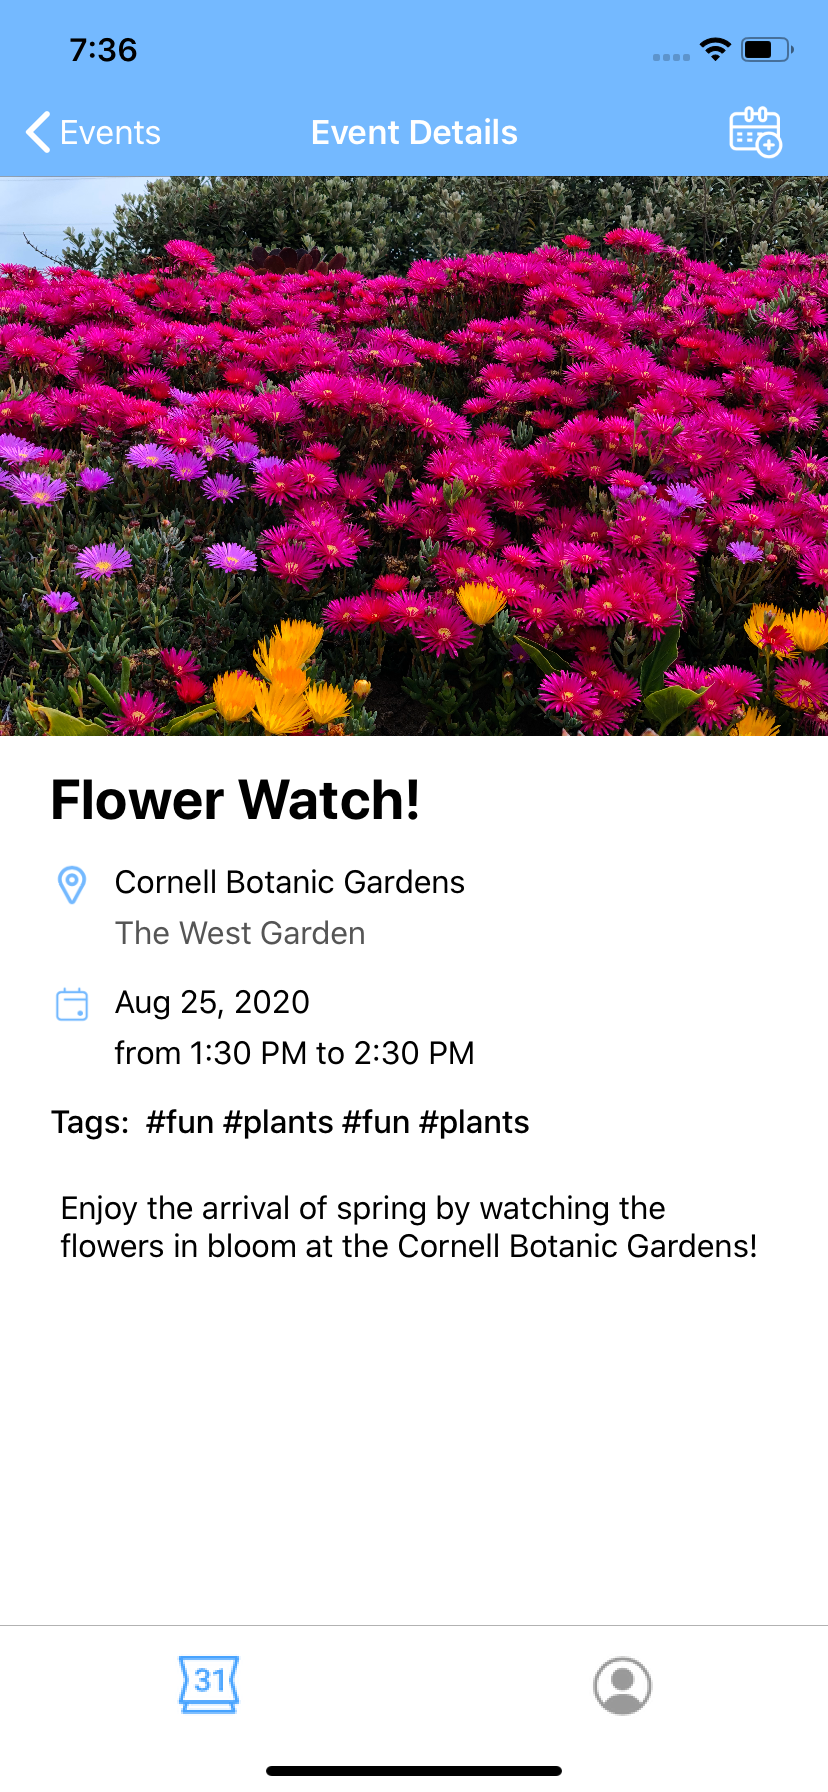 7:36
Events
Event Details
Flower Watch!
Cornell Botanic Gardens
The West Garden
Aug 25, 2020
from 1:30 PM to 2:30 PM
Tags: #fun #plants #fun #plants
Enjoy the arrival of spring by watching the
flowers in bloom at the Cornell Botanic Gardens!
31